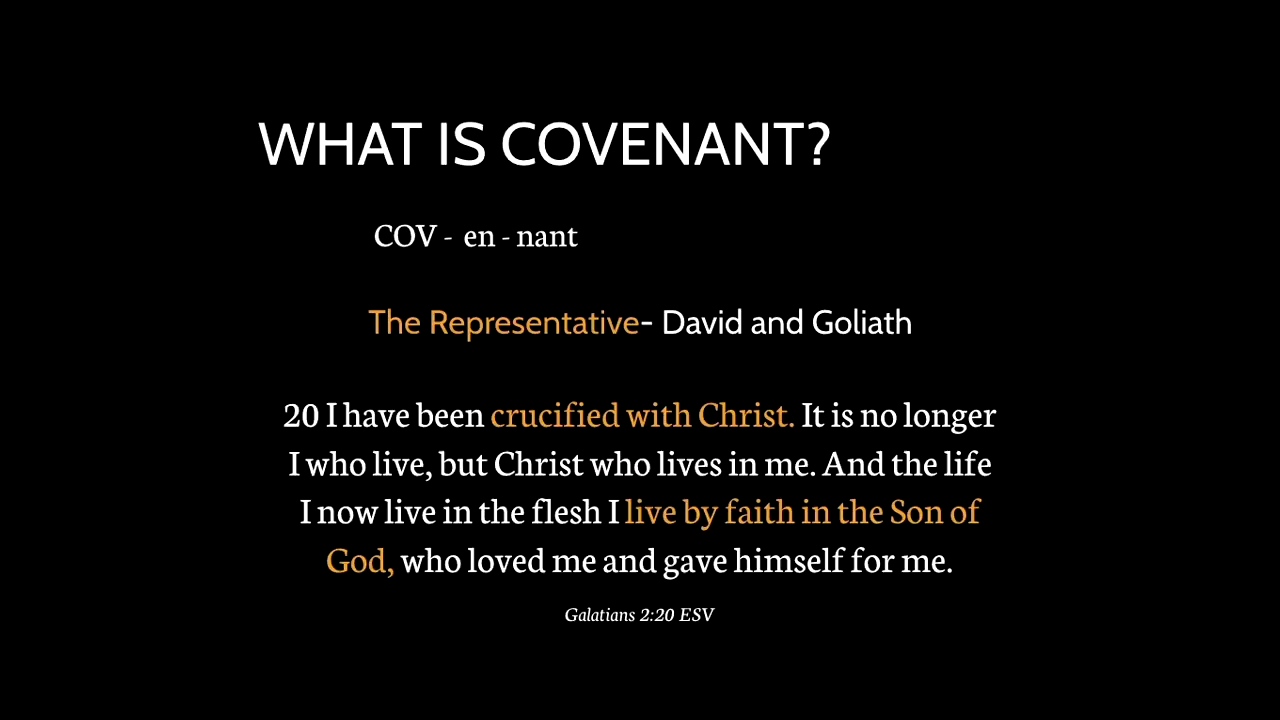 WHAT IS COVENANT?
COV - en - nant
The Representative- David and Goliath
20 I have been crucified with Christ. It is no longer
I who live, but Christ who lives in me. And the life
I now live in the flesh I live by faith in the Son of
God, who loved me and gave himself for me.
Galatians 2:20 ESV